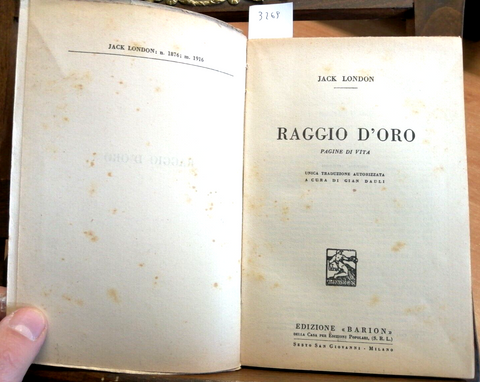 3268
JACK LONDON: n. 1876; m. 1916
JACK LONDON
RAGGIO D'ORO
PAGINE DI VITA
UNICA TRADUZIONE AUTORIZZATA
A CURA DI GIAN DAULI
EDIZIONE «BARION»
DELLA CASA PER EDIZIONI POPOLARI, (S. R. L.)
SESTO SAN GIOVANNI - MILANO